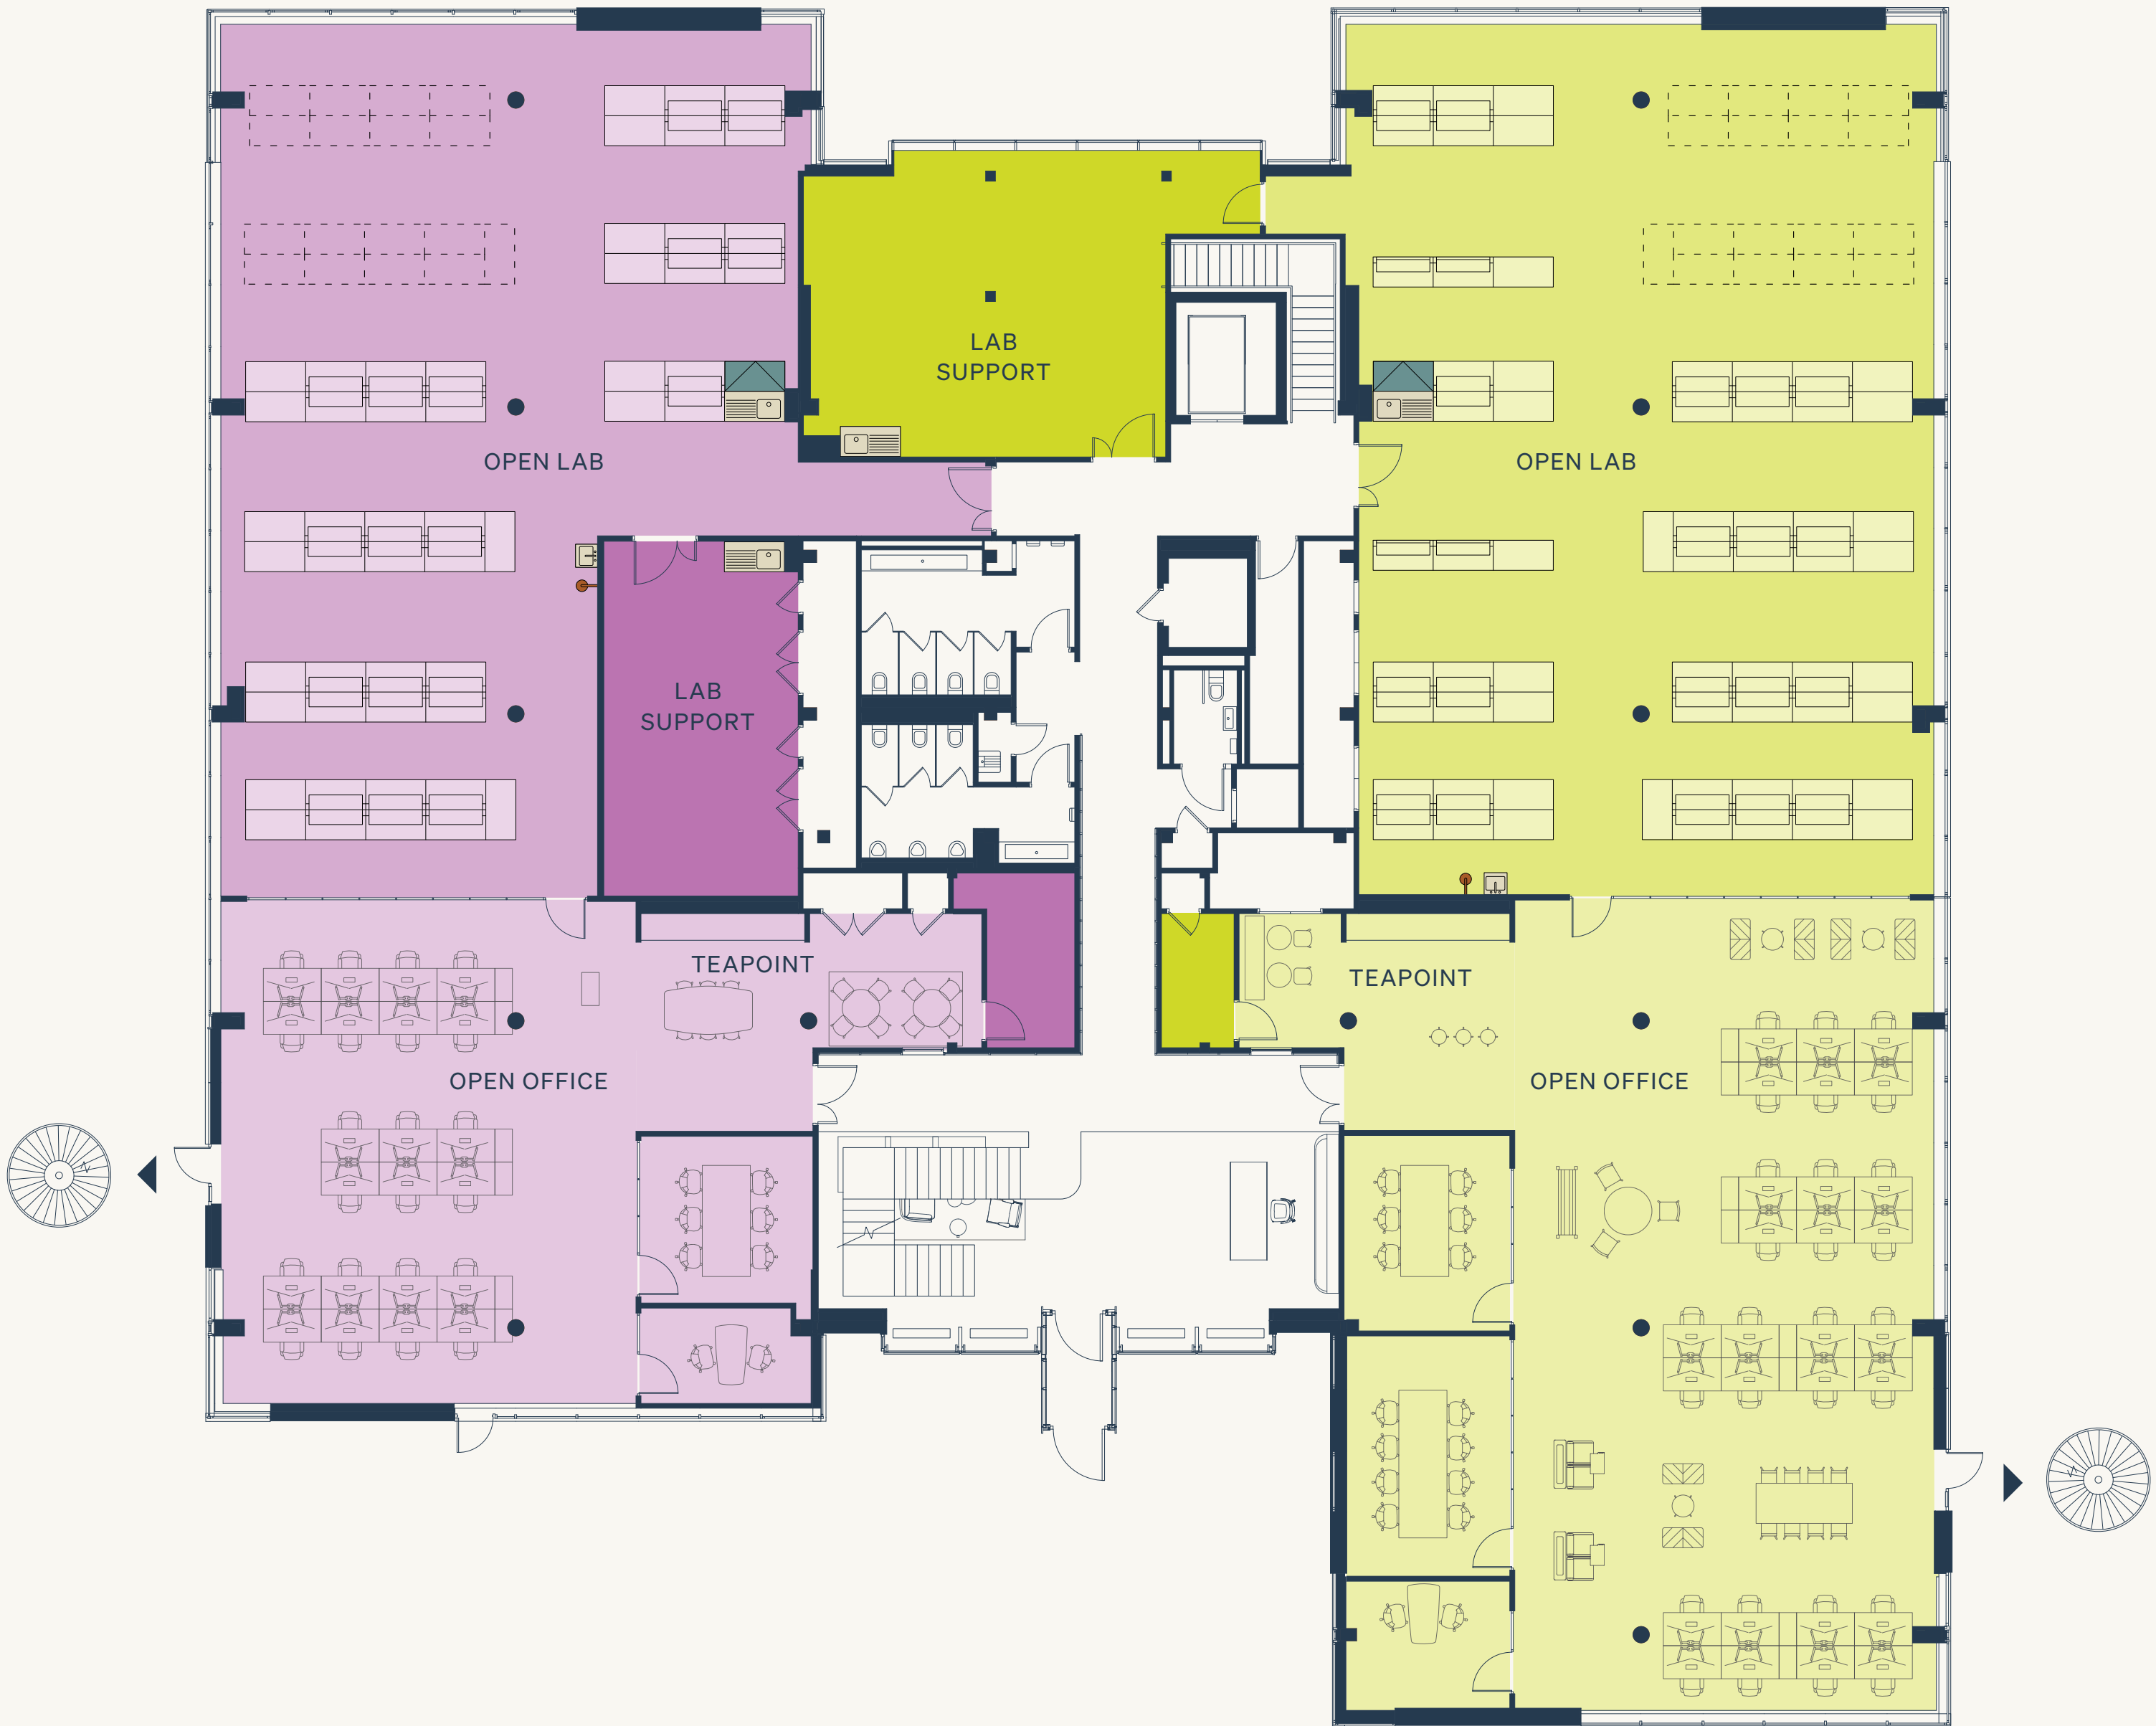 LAB
SUPPORT
OPEN LAB
OPEN LAB
LAB
SUPPORT
TEAPOINT
TEAPOINT
OPEN OFFICE
OPEN OFFICE